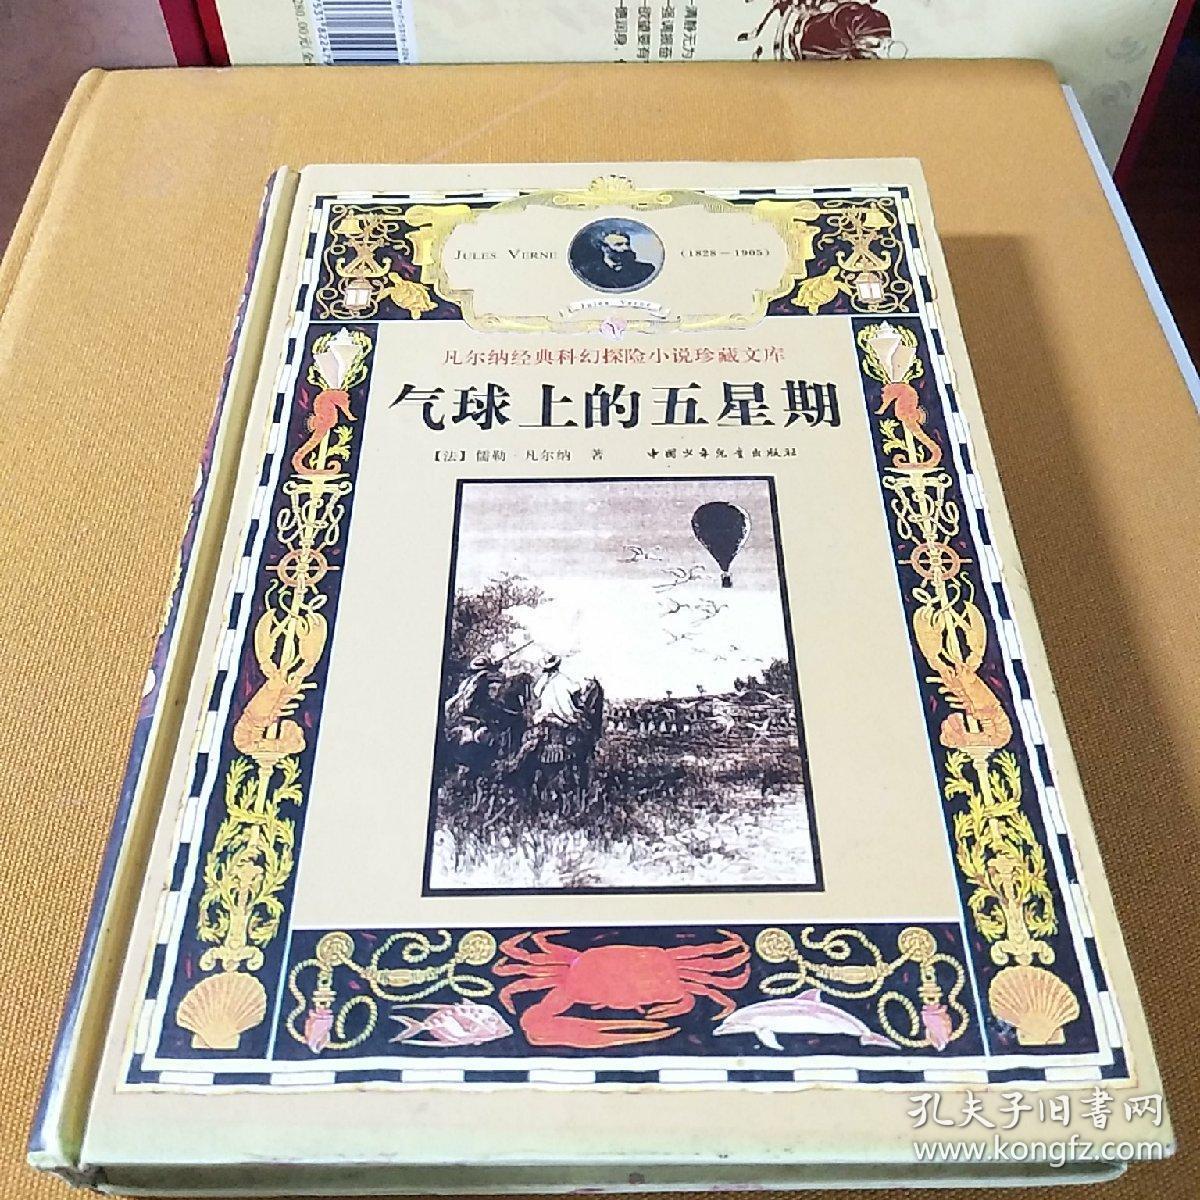 JULES VERNE
(1828—1905)
Jules Verne
凡尔纳经典科幻探险小说珍藏文库
气球上的五星期
【法】儒勒·凡尔纳 著 中国少年儿童出版社
孔夫子旧书网
www.kongfz.com